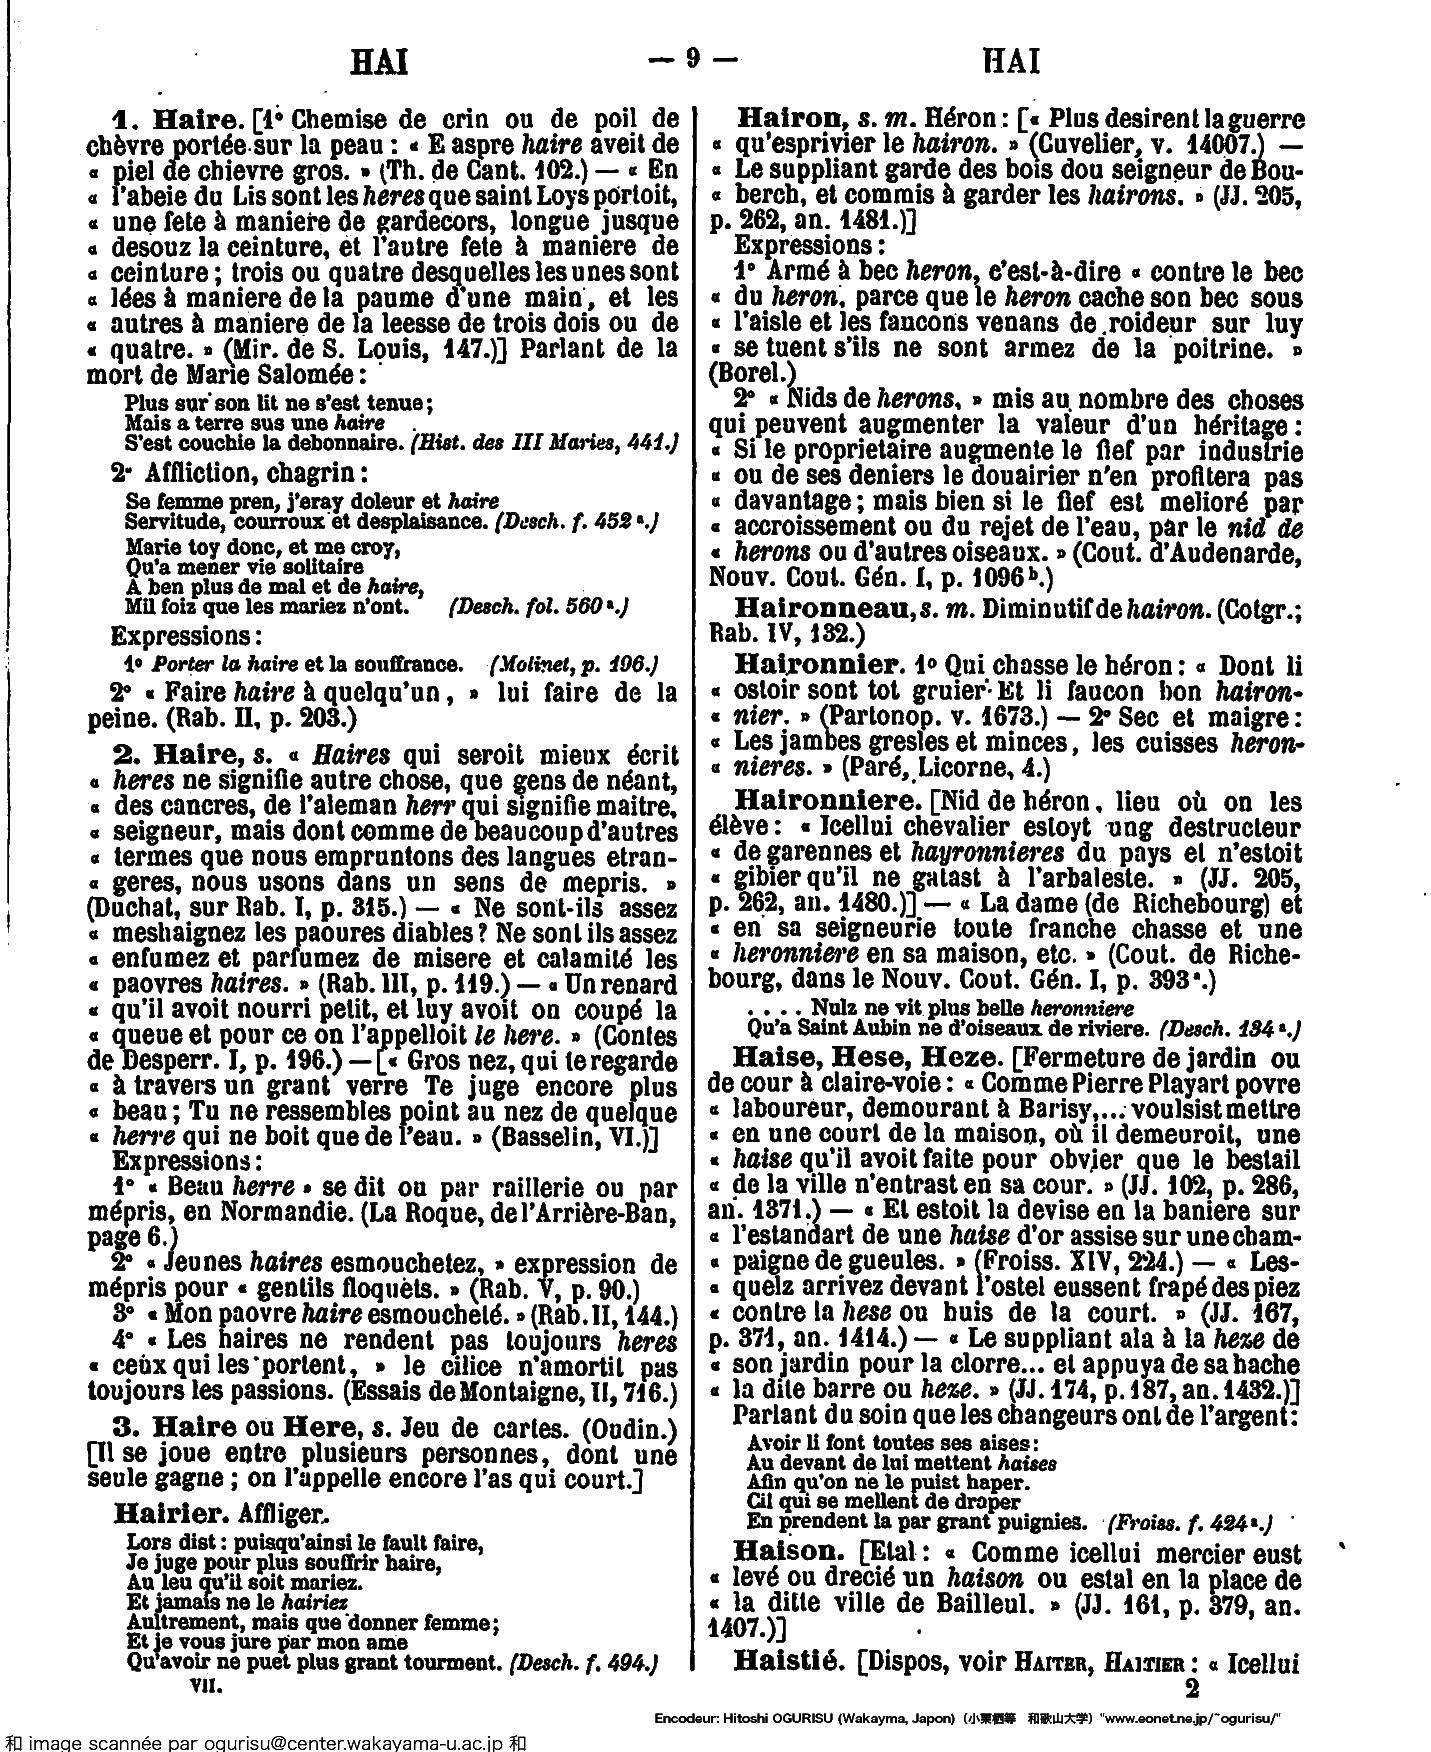 HAI — 9 — HAI
1. Haire. [1° Chemise de crin ou de poil de
chèvre portée sur la peau : « E aspre haire aveit de
« piel de chievre gros. » (Th. de Cant. 102.) — « En
« l'abeie du Lis sont les heres que saint Loys portoit,
« une fete à maniere de gardecors, longue jusque
« desouz la ceinture, et l'autre fete à maniere de
« ceinture ; trois ou quatre desquelles les unes sont
« lées à maniere de la paume d'une main, et les
« autres à maniere de la leesse de trois dois ou de
« quatre. » (Mir. de S. Louis, 147.)] Parlant de la
mort de Marie Salomée :
Plus sur son lit ne s'est tenue ;
Mais a terre sus une haire
S'est couchie la debonnaire. (Hist. des III Maries, 441.)
2° Affliction, chagrin :
Se femme pren, j'eray doleur et haire
Servitude, courroux et desplaisance. (Desch. f. 452 ª.)
Marie toy donc, et me croy,
Qu'a mener vie solitaire
A ben plus de mal et de haire,
Mil foiz que les mariez n'ont. (Desch. fol. 560 ª.)
Expressions :
1° Porter la haire et la souffrance. (Molinet, p. 196.)
2° « Faire haire à quelqu'un, » lui faire de la
peine. (Rab. II, p. 203.)
2. Haire, s. « Haires qui seroit mieux écrit
« heres ne signifie autre chose, que gens de néant,
« des cancres, de l'aleman herr qui signifie maitre,
« seigneur, mais dont comme de beaucoup d'autres
« termes que nous empruntons des langues etran-
« geres, nous usons dans un sens de mepris. »
(Duchat, sur Rab. I, p. 315.) — « Ne sont-ils assez
« meshaignez les paoures diables ? Ne sont ils assez
« enfumez et parfumez de misere et calamité les
« paovres haires. » (Rab. III, p. 119.) — « Un renard
« qu'il avoit nourri petit, et luy avoit on coupé la
« queue et pour ce on l'appelloit le here. » (Contes
de Desperr. I, p. 196.) — [« Gros nez, qui te regarde
« à travers un grant verre Te juge encore plus
« beau ; Tu ne ressembles point au nez de quelque
« herre qui ne boit que de l'eau. » (Basselin, VI.)]
Expressions :
1° « Beau herre » se dit ou par raillerie ou par
mépris, en Normandie. (La Roque, de l'Arrière-Ban,
page 6.)
2° « Jeunes haires esmouchetez, » expression de
mépris pour « gentils floquets. » (Rab. V, p. 90.)
3° « Mon paovre haire esmoucheté. » (Rab. II, 144.)
4° « Les haires ne rendent pas toujours heres
« ceux qui les portent, » le cilice n'amortit pas
toujours les passions. (Essais de Montaigne, II, 716.)
3. Haire ou Here, s. Jeu de cartes. (Oudin.)
[Il se joue entre plusieurs personnes, dont une
seule gagne ; on l'appelle encore l'as qui court.]
Hairier. Affliger.
Lors dist : puisqu'ainsi le fault faire,
Je juge pour plus souffrir haire,
Au leu qu'il soit mariez.
Et jamais ne le hairiez
Aultrement, mais que donner femme ;
Et je vous jure par mon ame
Qu'avoir ne puet plus grant tourment. (Desch. f. 494.)
VII.
Hairon, s. m. Héron : [« Plus desirent la guerre
« qu'esprivier le hairon. » (Cuvelier, v. 14007.) —
« Le suppliant garde des bois dou seigneur de Bou-
« berch, et commis à garder les hairons. » (JJ. 205,
p. 262, an. 1481.)]
Expressions :
1° Armé à bec heron, c'est-à-dire « contre le bec
« du heron, parce que le heron cache son bec sous
« l'aisle et les faucons venans de roideur sur luy
« se tuent s'ils ne sont armez de la poitrine. »
(Borel.)
2° « Nids de herons, » mis au nombre des choses
qui peuvent augmenter la valeur d'un héritage :
« Si le proprietaire augmente le fief par industrie
« ou de ses deniers le douairier n'en profitera pas
« davantage ; mais bien si le fief est melioré par
« accroissement ou du rejet de l'eau, par le nid de
« herons ou d'autres oiseaux. » (Cout. d'Audenarde,
Nouv. Cout. Gén. I, p. 1096 ᵇ.)
Haironneau, s. m. Diminutif de hairon. (Cotgr. ;
Rab. IV, 132.)
Haironnier. 1° Qui chasse le héron : « Dont li
« ostoir sont tot gruier Et li faucon bon hairon-
« nier. » (Partonop. v. 1673.) — 2° Sec et maigre :
« Les jambes gresles et minces, les cuisses heron-
« nieres. » (Paré, Licorne, 4.)
Haironniere. [Nid de héron, lieu où on les
élève : « Icellui chevalier estoyt ung destructeur
« de garennes et hayronnieres du pays et n'estoit
« gibier qu'il ne gatast à l'arbaleste. » (JJ. 205,
p. 262, an. 1480.)] — « La dame (de Richebourg) et
« en sa seigneurie toute franche chasse et une
« heronniere en sa maison, etc. » (Cout. de Riche-
bourg, dans le Nouv. Cout. Gén. I, p. 393 ª.)
. . . . Nulz ne vit plus belle heronniere
Qu'a Saint Aubin ne d'oiseaux de riviere. (Desch. 134 ª.)
Haise, Hese, Heze. [Fermeture de jardin ou
de cour à claire-voie : « Comme Pierre Playart povre
« laboureur, demourant à Barisy,... voulsist mettre
« en une court de la maison, où il demeuroit, une
« haise qu'il avoit faite pour obvier que le bestail
« de la ville n'entrast en sa cour. » (JJ. 102, p. 286,
an. 1371.) — « Et estoit la devise en la baniere sur
« l'estandart de une haise d'or assise sur une cham-
« paigne de gueules. » (Froiss. XIV, 224.) — « Les-
« quelz arrivez devant l'ostel eussent frapé des piez
« contre la hese ou huis de la court. » (JJ. 167,
p. 371, an. 1414.) — « Le suppliant ala à la heze de
« son jardin pour la clorre... et appuya de sa hache
« la dite barre ou heze. » (JJ. 174, p. 187, an. 1432.)]
Parlant du soin que les changeurs ont de l'argent :
Avoir li font toutes ses aises :
Au devant de lui mettent haises
Afin qu'on ne le puist haper.
Cil qui se mellent de draper
En prendent la par grant puignies. (Froiss. f. 424 ª.)
Haison. [Etal : « Comme icellui mercier eust
« levé ou drecié un haison ou estal en la place de
« la ditte ville de Bailleul. » (JJ. 161, p. 379, an.
1407.)]
Haistié. [Dispos, voir HAITER, HAITIER : « Icellui
2
Encodeur: Hitoshi OGURISU (Wakayma, Japon) (小栗栖等 和歌山大学) "www.eonet.ne.jp/~ogurisu/"
和 image scannée par ogurisu@center.wakayama-u.ac.jp 和